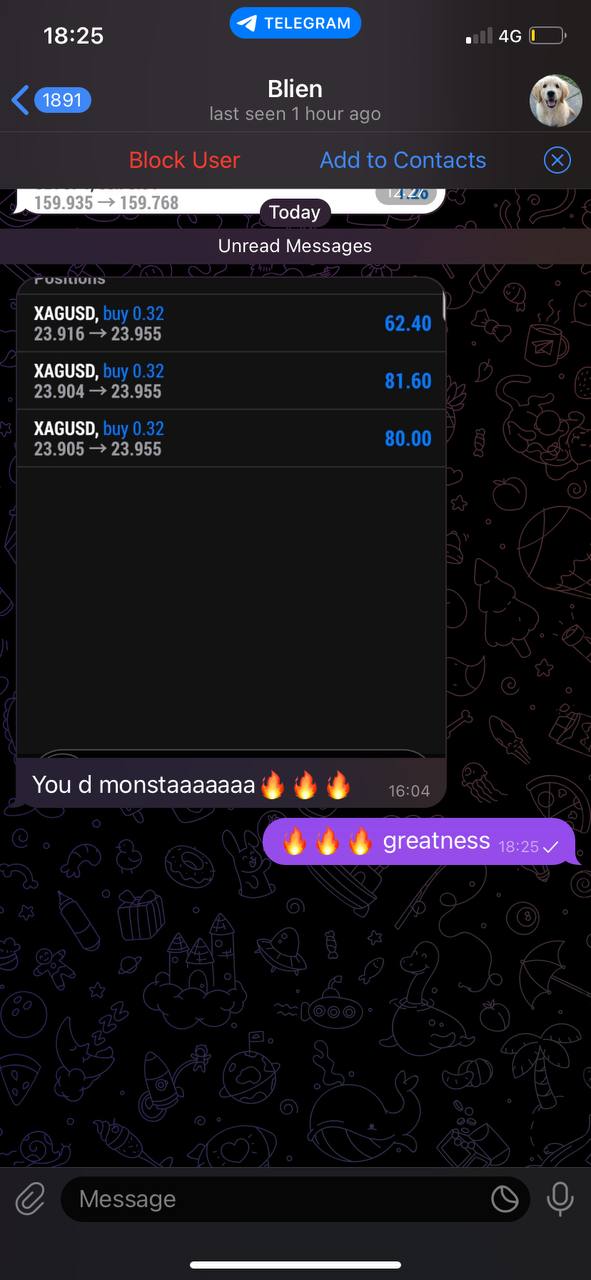 18:25
TELEGRAM
4G
1891
Blien
last seen 1 hour ago
Block User
Add to Contacts
159.935 → 159.768
Today
Unread Messages
Positions
XAGUSD, buy 0.32
23.916 → 23.955
62.40
XAGUSD, buy 0.32
23.904 → 23.955
81.60
XAGUSD, buy 0.32
23.905 → 23.955
80.00
You d monstaaaaaaa🔥🔥🔥
16:04
🔥🔥🔥 greatness
18:25
Message